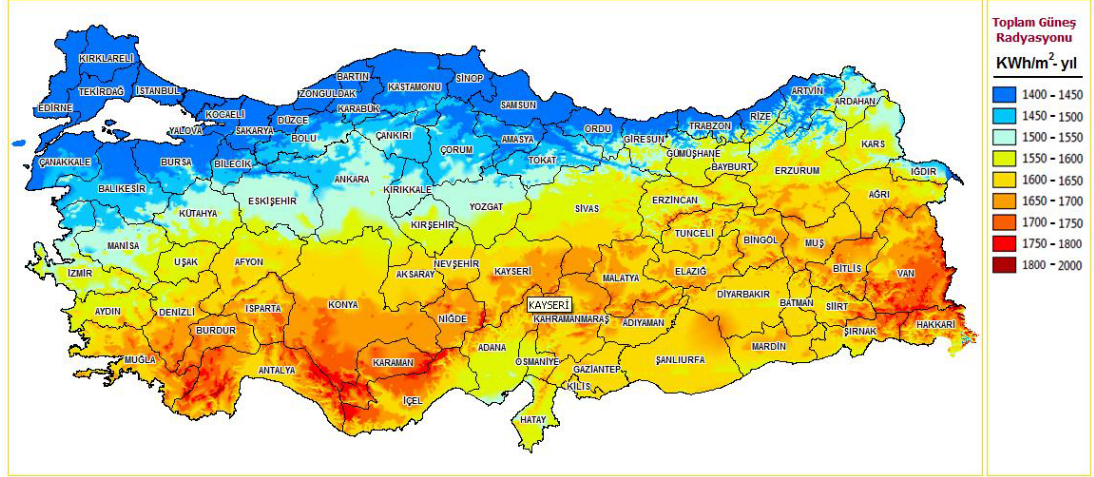 KIRKLARELİ
TEKİRDAĞ
İSTANBUL
EDİRNE
KOCAELİ
YALOVA
SAKARYA
DÜZCE
BOLU
ZONGULDAK
BARTIN
KARABÜK
KASTAMONU
SİNOP
SAMSUN
ÇANKIRI
ÇORUM
AMASYA
TOKAT
ORDU
GİRESUN
TRABZON
RİZE
ARTVİN
ARDAHAN
KARS
GÜMÜŞHANE
BAYBURT
ERZURUM
IĞDIR
AĞRI
ÇANAKKALE
BURSA
BİLECİK
BALIKESİR
KÜTAHYA
ESKİŞEHİR
ANKARA
KIRIKKALE
KIRŞEHİR
YOZGAT
SİVAS
ERZİNCAN
TUNCELİ
BİNGÖL
MUŞ
BİTLİS
VAN
MANİSA
İZMİR
UŞAK
AFYON
AKSARAY
NEVŞEHİR
KAYSERİ
MALATYA
ELAZIĞ
DİYARBAKIR
BATMAN
SİİRT
ŞIRNAK
HAKKARİ
AYDIN
DENİZLİ
ISPARTA
BURDUR
KONYA
NİĞDE
KAYSERİ
KAHRAMANMARAŞ
ADIYAMAN
MARDİN
ŞANLIURFA
MUĞLA
ANTALYA
KARAMAN
İÇEL
ADANA
OSMANİYE
GAZİANTEP
KİLİS
HATAY
Toplam Güneş
Radyasyonu
KWh/m²- yıl
1400 - 1450
1450 - 1500
1500 - 1550
1550 - 1600
1600 - 1650
1650 - 1700
1700 - 1750
1750 - 1800
1800 - 2000